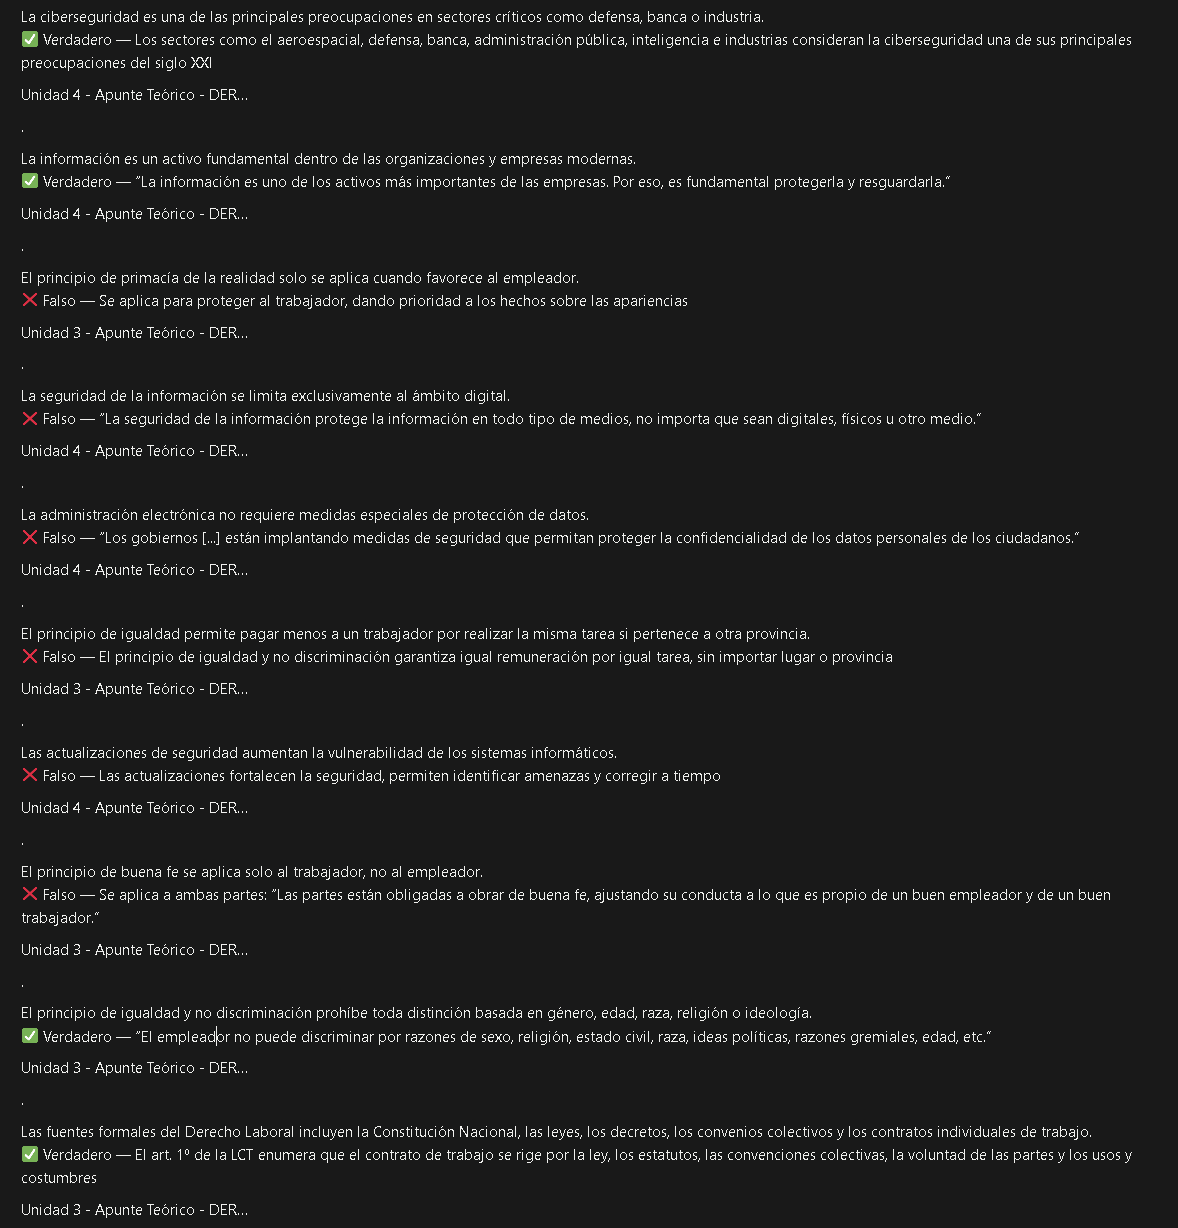 La ciberseguridad es una de las principales preocupaciones en sectores críticos como defensa, banca o industria.
✅ Verdadero — Los sectores como el aeroespacial, defensa, banca, administración pública, inteligencia e industrias consideran la ciberseguridad una de sus principales
preocupaciones del siglo XXI
Unidad 4 - Apunte Teórico - DER…
.
La información es un activo fundamental dentro de las organizaciones y empresas modernas.
✅ Verdadero — “La información es uno de los activos más importantes de las empresas. Por eso, es fundamental protegerla y resguardarla.”
Unidad 4 - Apunte Teórico - DER…
.
El principio de primacía de la realidad solo se aplica cuando favorece al empleador.
❌ Falso — Se aplica para proteger al trabajador, dando prioridad a los hechos sobre las apariencias
Unidad 3 - Apunte Teórico - DER…
.
La seguridad de la información se limita exclusivamente al ámbito digital.
❌ Falso — “La seguridad de la información protege la información en todo tipo de medios, no importa que sean digitales, físicos u otro medio.”
Unidad 4 - Apunte Teórico - DER…
.
La administración electrónica no requiere medidas especiales de protección de datos.
❌ Falso — “Los gobiernos [...] están implantando medidas de seguridad que permitan proteger la confidencialidad de los datos personales de los ciudadanos.”
Unidad 4 - Apunte Teórico - DER…
.
El principio de igualdad permite pagar menos a un trabajador por realizar la misma tarea si pertenece a otra provincia.
❌ Falso — El principio de igualdad y no discriminación garantiza igual remuneración por igual tarea, sin importar lugar o provincia
Unidad 3 - Apunte Teórico - DER…
.
Las actualizaciones de seguridad aumentan la vulnerabilidad de los sistemas informáticos.
❌ Falso — Las actualizaciones fortalecen la seguridad, permiten identificar amenazas y corregir a tiempo
Unidad 4 - Apunte Teórico - DER…
.
El principio de buena fe se aplica solo al trabajador, no al empleador.
❌ Falso — Se aplica a ambas partes: “Las partes están obligadas a obrar de buena fe, ajustando su conducta a lo que es propio de un buen empleador y de un buen
trabajador.”
Unidad 3 - Apunte Teórico - DER…
.
El principio de igualdad y no discriminación prohíbe toda distinción basada en género, edad, raza, religión o ideología.
✅ Verdadero — “El empleador no puede discriminar por razones de sexo, religión, estado civil, raza, ideas políticas, razones gremiales, edad, etc.”
Unidad 3 - Apunte Teórico - DER…
.
Las fuentes formales del Derecho Laboral incluyen la Constitución Nacional, las leyes, los decretos, los convenios colectivos y los contratos individuales de trabajo.
✅ Verdadero — El art. 1º de la LCT enumera que el contrato de trabajo se rige por la ley, los estatutos, las convenciones colectivas, la voluntad de las partes y los usos y
costumbres
Unidad 3 - Apunte Teórico - DER…